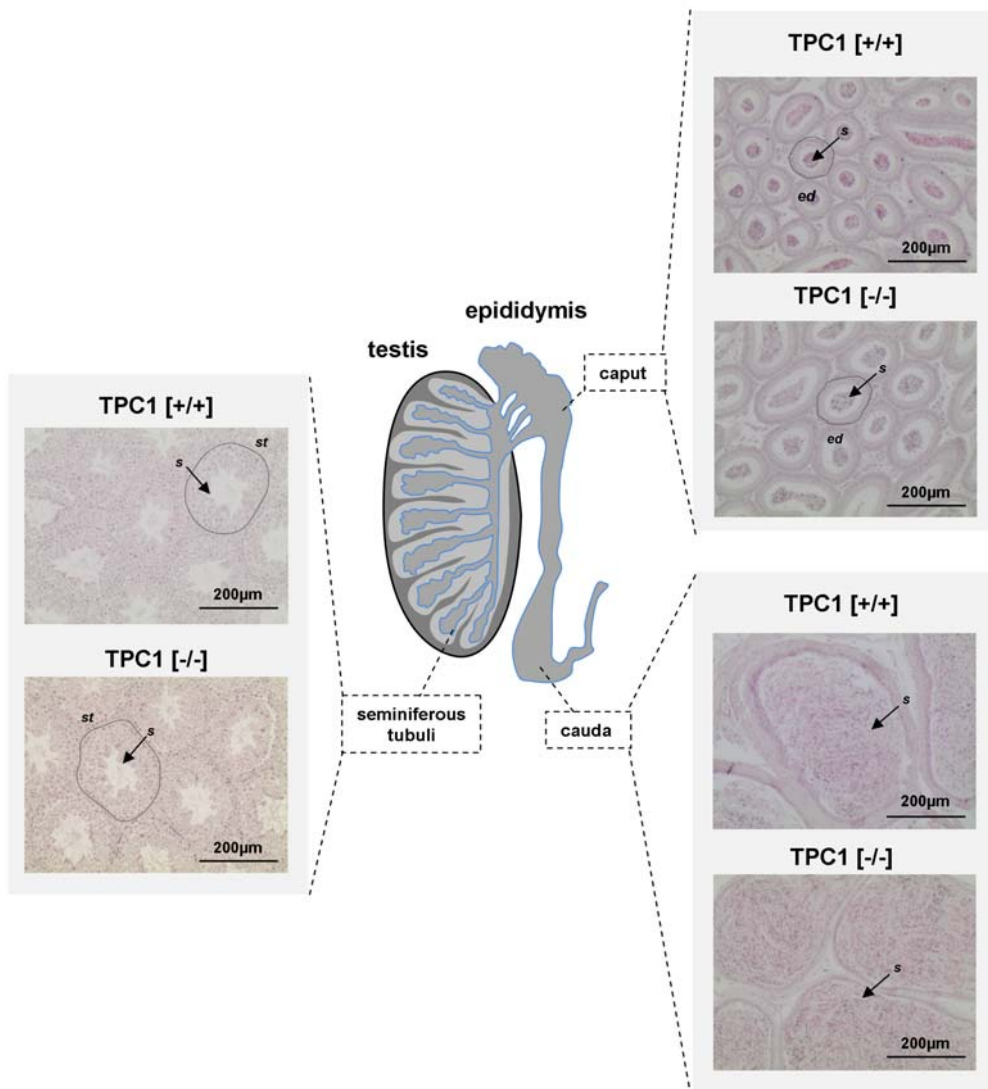 TPC1 [+/+]
s
ed
200µm
TPC1 [-/-]
s
ed
200µm
epididymis
testis
caput
TPC1 [+/+]
st
s
200µm
TPC1 [-/-]
st
s
200µm
seminiferous
tubuli
cauda
TPC1 [+/+]
s
200µm
TPC1 [-/-]
s
200µm